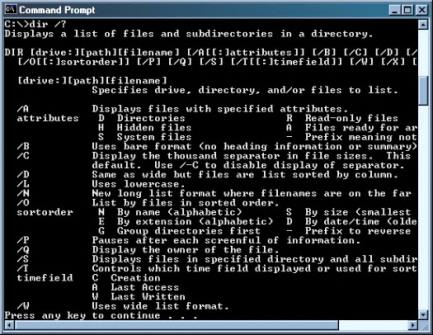 Command Prompt
C:\>dir /?
Displays a list of files and subdirectories in a directory.
DIR [drive:][path][filename] [/A[[:]attributes]] [/B] [/C] [/D] [/
[/O[[:]sortorder]] [/P] [/Q] [/S] [/T[[:]timefield]] [/W] [/X] [
[drive:][path][filename]
Specifies drive, directory, and/or files to list.
/A Displays files with specified attributes.
attributes D Directories R Read-only files
H Hidden files A Files ready for ar
S System files - Prefix meaning not
/B Uses bare format (no heading information or summary)
/C Display the thousand separator in file sizes. This
default. Use /-C to disable display of separator.
/D Same as wide but files are list sorted by column.
/L Uses lowercase.
/N New long list format where filenames are on the far
/O List by files in sorted order.
sortorder N By name (alphabetic) S By size (smallest
E By extension (alphabetic) D By date/time (olde
G Group directories first - Prefix to reverse
/P Pauses after each screenful of information.
/Q Display the owner of the file.
/S Displays files in specified directory and all subdir
/T Controls which time field displayed or used for sort
timefield C Creation
A Last Access
W Last Written
/W Uses wide list format.
Press any key to continue . . .